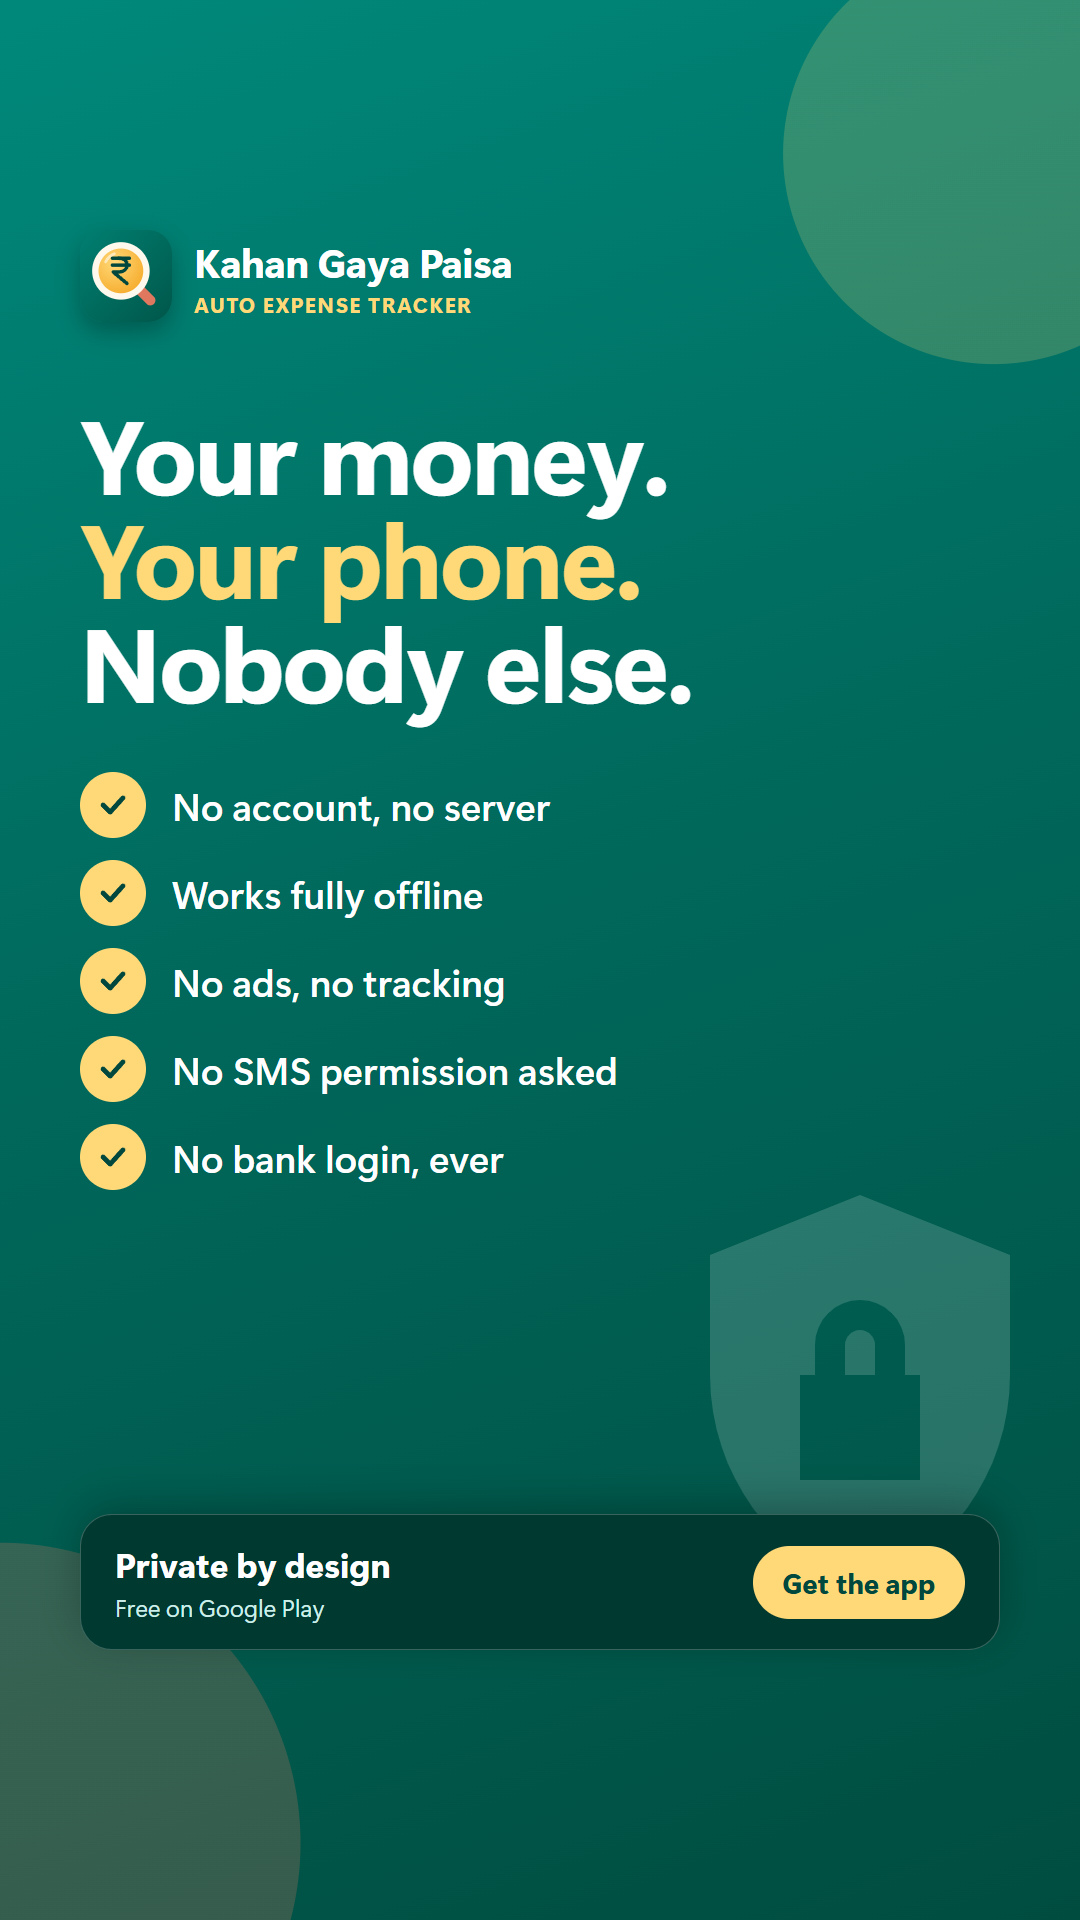 ₹
Kahan Gaya Paisa
AUTO EXPENSE TRACKER
Your money.
Your phone.
Nobody else.
No account, no server
Works fully offline
No ads, no tracking
No SMS permission asked
No bank login, ever
Private by design
Free on Google Play
Get the app